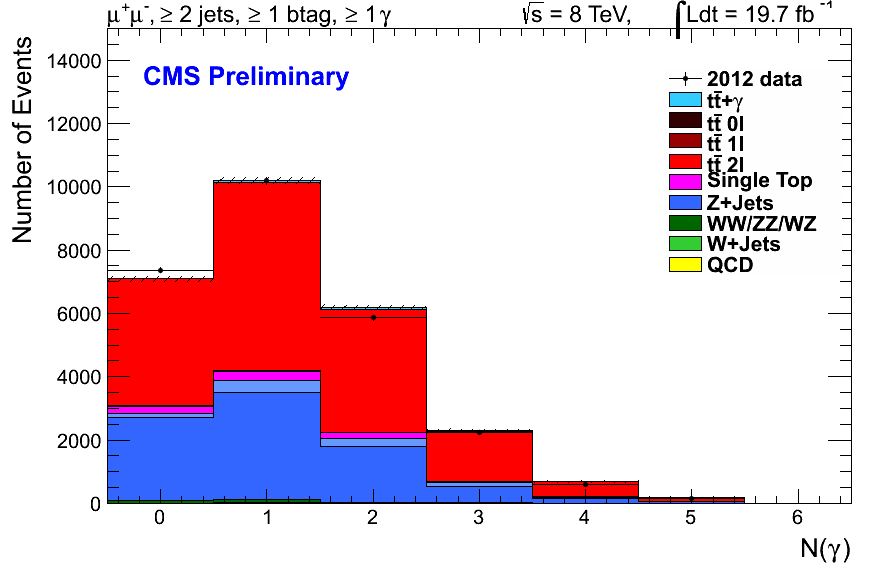 μ⁺μ⁻, ≥ 2 jets, ≥ 1 btag, ≥ 1 γ √s = 8 TeV, ∫Ldt = 19.7 fb⁻¹
CMS Preliminary
2012 data
tt̄+γ
tt̄ 0l
tt̄ 1l
tt̄ 2l
Single Top
Z+Jets
WW/ZZ/WZ
W+Jets
QCD
Number of Events
14000
12000
10000
8000
6000
4000
2000
0
0 1 2 3 4 5 6
N(γ)